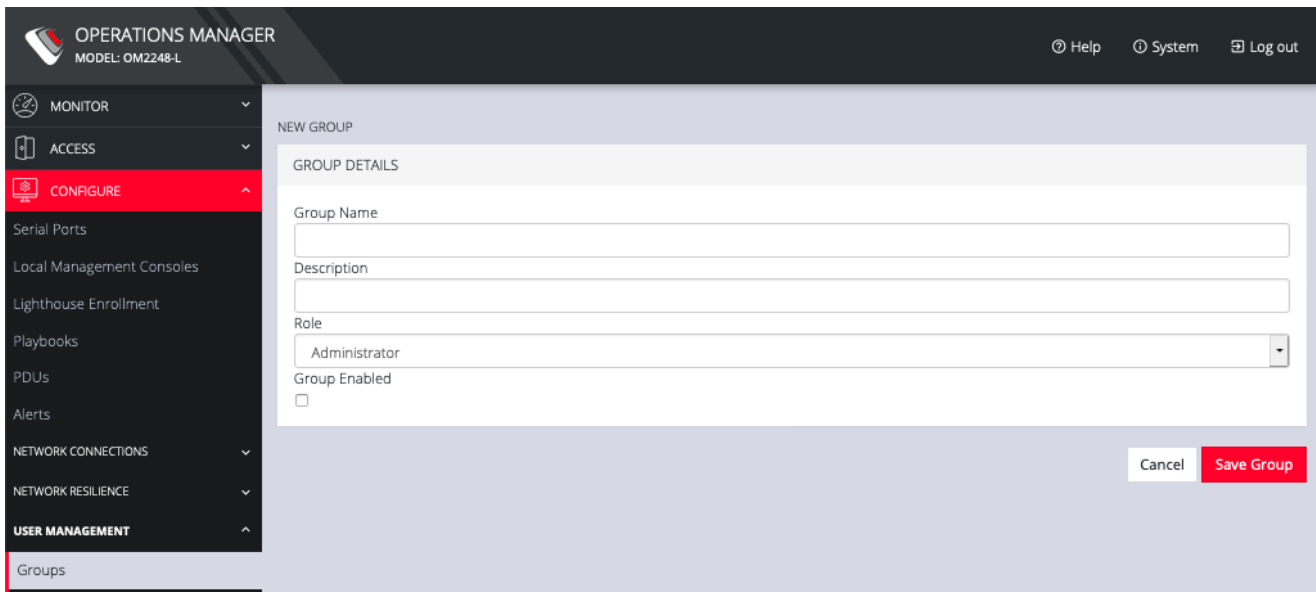 OPERATIONS MANAGER
MODEL: OM2248-L
Help
System
Log out
MONITOR
ACCESS
CONFIGURE
Serial Ports
Local Management Consoles
Lighthouse Enrollment
Playbooks
PDUs
Alerts
NETWORK CONNECTIONS
NETWORK RESILIENCE
USER MANAGEMENT
Groups
NEW GROUP
GROUP DETAILS
Group Name
Description
Role
Administrator
Group Enabled
Cancel
Save Group